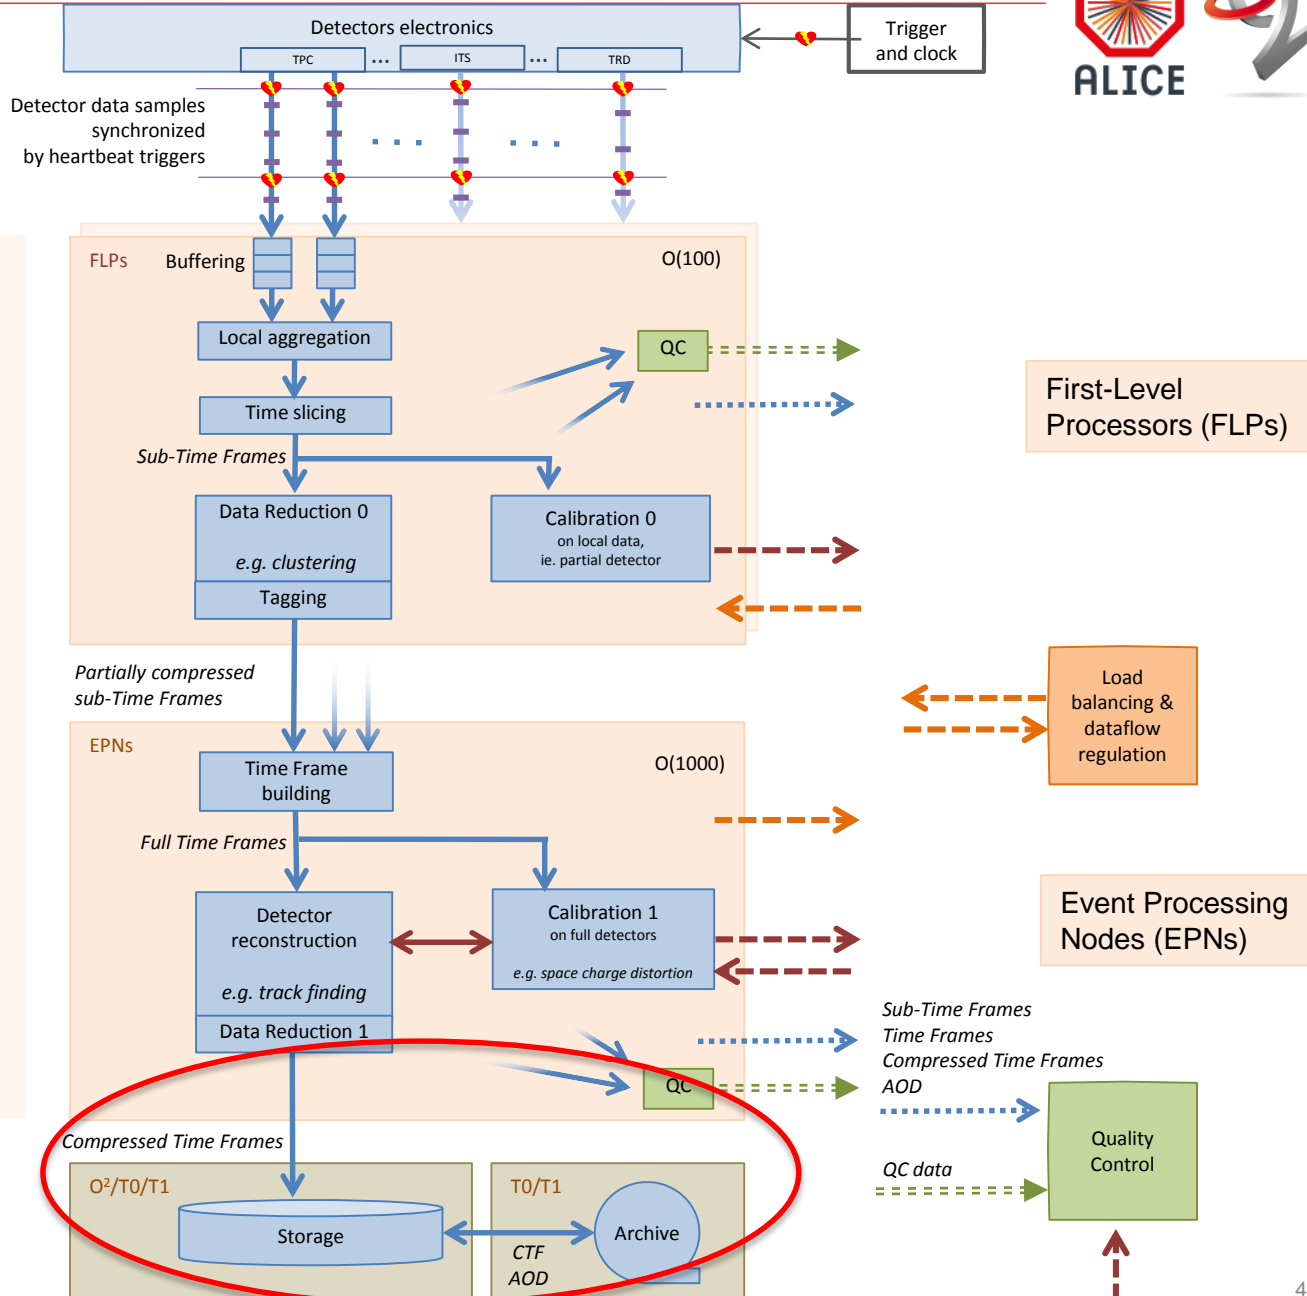 Detectors electronics
TPC
...
ITS
...
TRD
Trigger
and clock
ALICE
Detector data samples
synchronized
by heartbeat triggers
FLPs
Buffering
O(100)
Local aggregation
QC
Time slicing
Sub-Time Frames
First-Level
Processors (FLPs)
Data Reduction 0
e.g. clustering
Tagging
Calibration 0
on local data,
ie. partial detector
Partially compressed
sub-Time Frames
Load
balancing &
dataflow
regulation
EPNs
Time Frame
building
O(1000)
Full Time Frames
Detector
reconstruction
e.g. track finding
Data Reduction 1
Calibration 1
on full detectors
e.g. space charge distortion
Event Processing
Nodes (EPNs)
Sub-Time Frames
Time Frames
Compressed Time Frames
AOD
QC
Quality
Control
QC data
Compressed Time Frames
O²/T0/T1
Storage
T0/T1
Archive
CTF
AOD
4